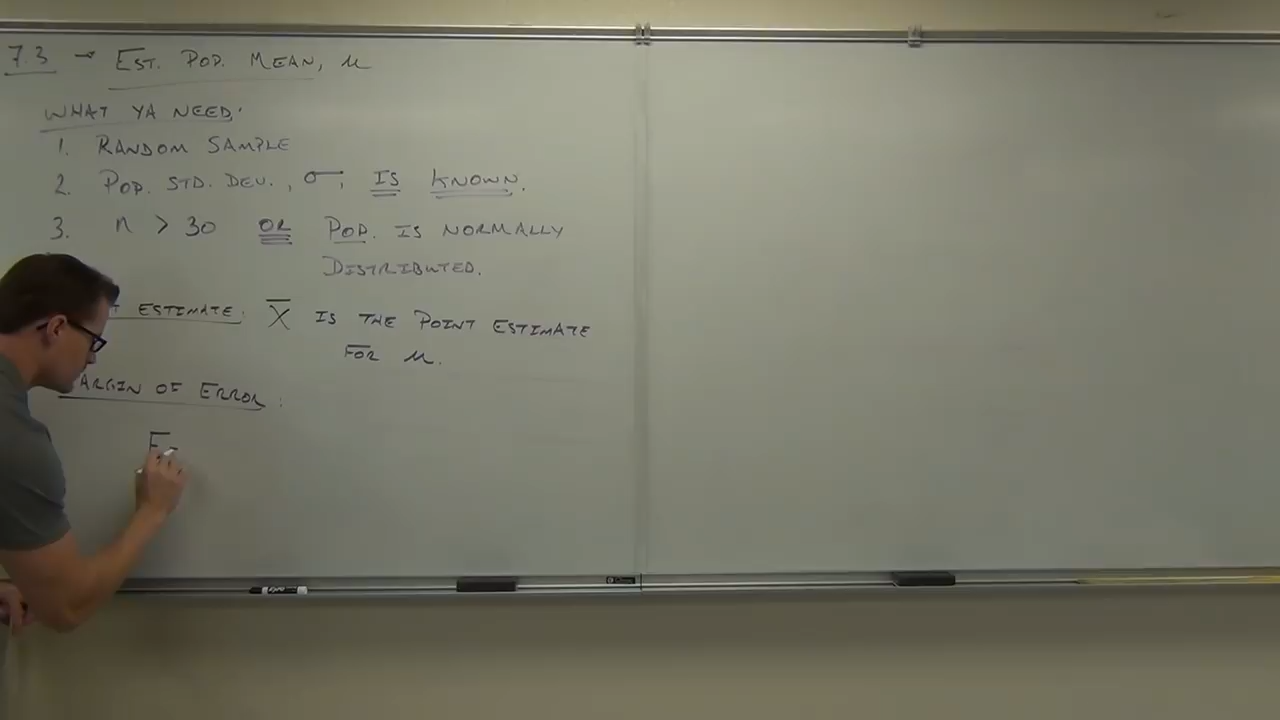 7.3 → EST. POP. MEAN, μ
WHAT YA NEED:
1. RANDOM SAMPLE
2. POP. STD. DEV., σ, IS KNOWN.
3. n > 30 OR POP. IS NORMALLY
DISTRIBUTED.
T ESTIMATE: X̄ IS THE POINT ESTIMATE
FOR μ.
ARGIN OF ERROR:
E =